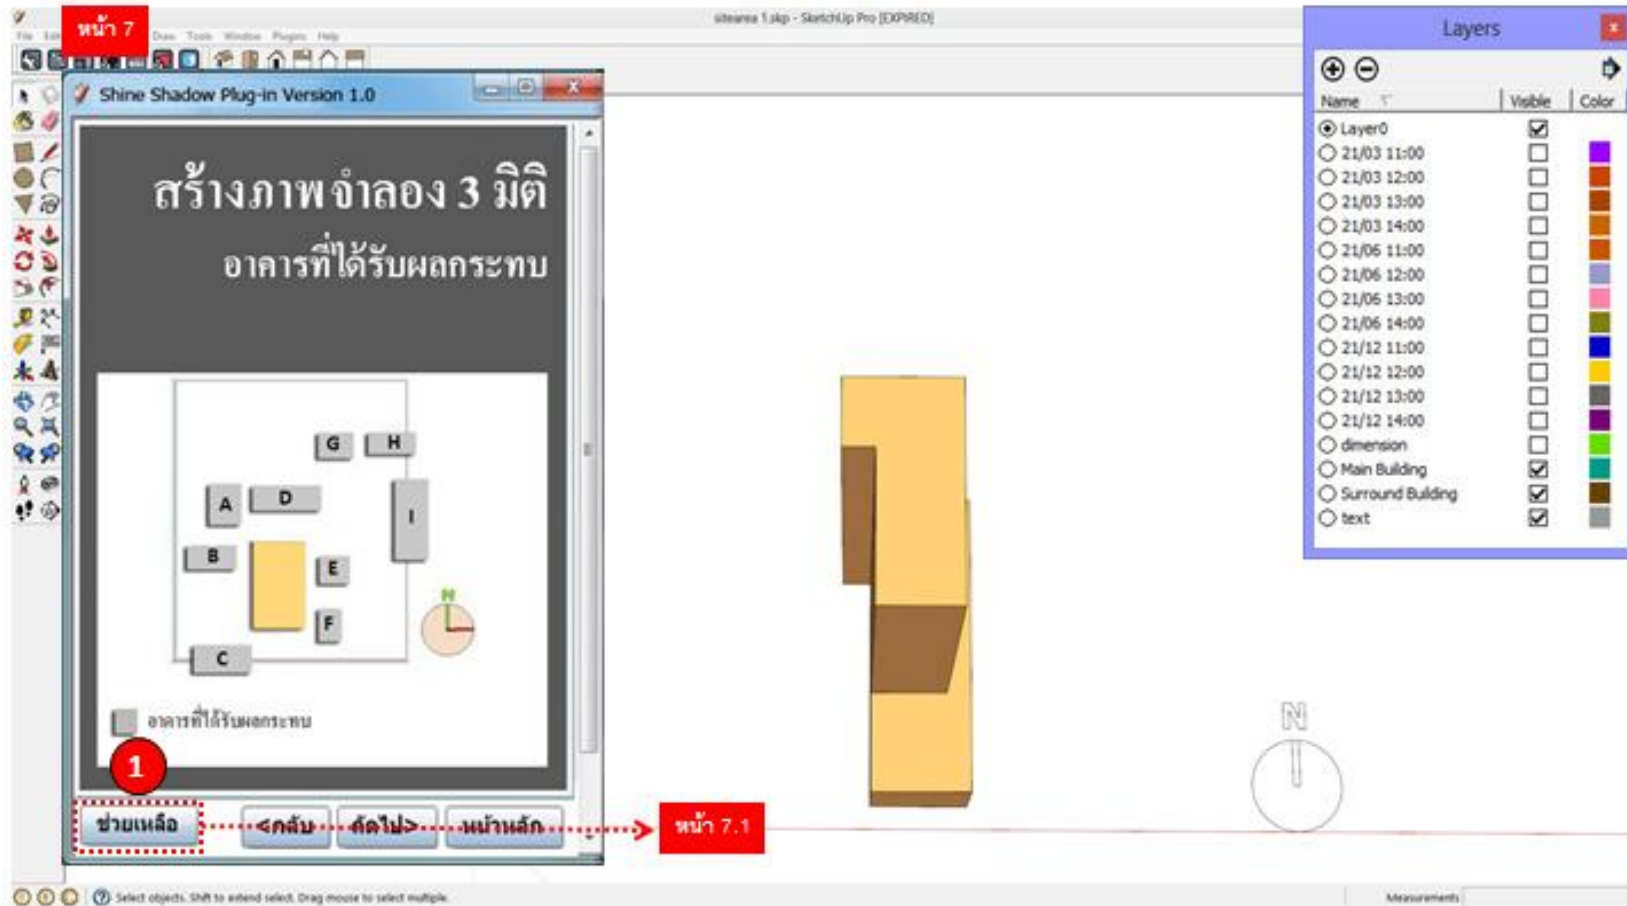 sitearea 1.skp - SketchUp Pro [EXPIRED]
หน้า 7
File Draw Tools Window Plugins Help
Shine Shadow Plug-in Version 1.0
สร้างภาพจำลอง 3 มิติ
อาคารที่ได้รับผลกระทบ
G H
A D I
B E
F
C
N
อาคารที่ได้รับผลกระทบ
1
ช่วยเหลือ <กลับ ถัดไป> หน้าหลัก
หน้า 7.1
N
Layers
Name Visible Color
Layer0
21/03 11:00
21/03 12:00
21/03 13:00
21/03 14:00
21/06 11:00
21/06 12:00
21/06 13:00
21/06 14:00
21/12 11:00
21/12 12:00
21/12 13:00
21/12 14:00
dimension
Main Building
Surround Building
text
Select objects. Shift to extend select. Drag mouse to select multiple.
Measurements